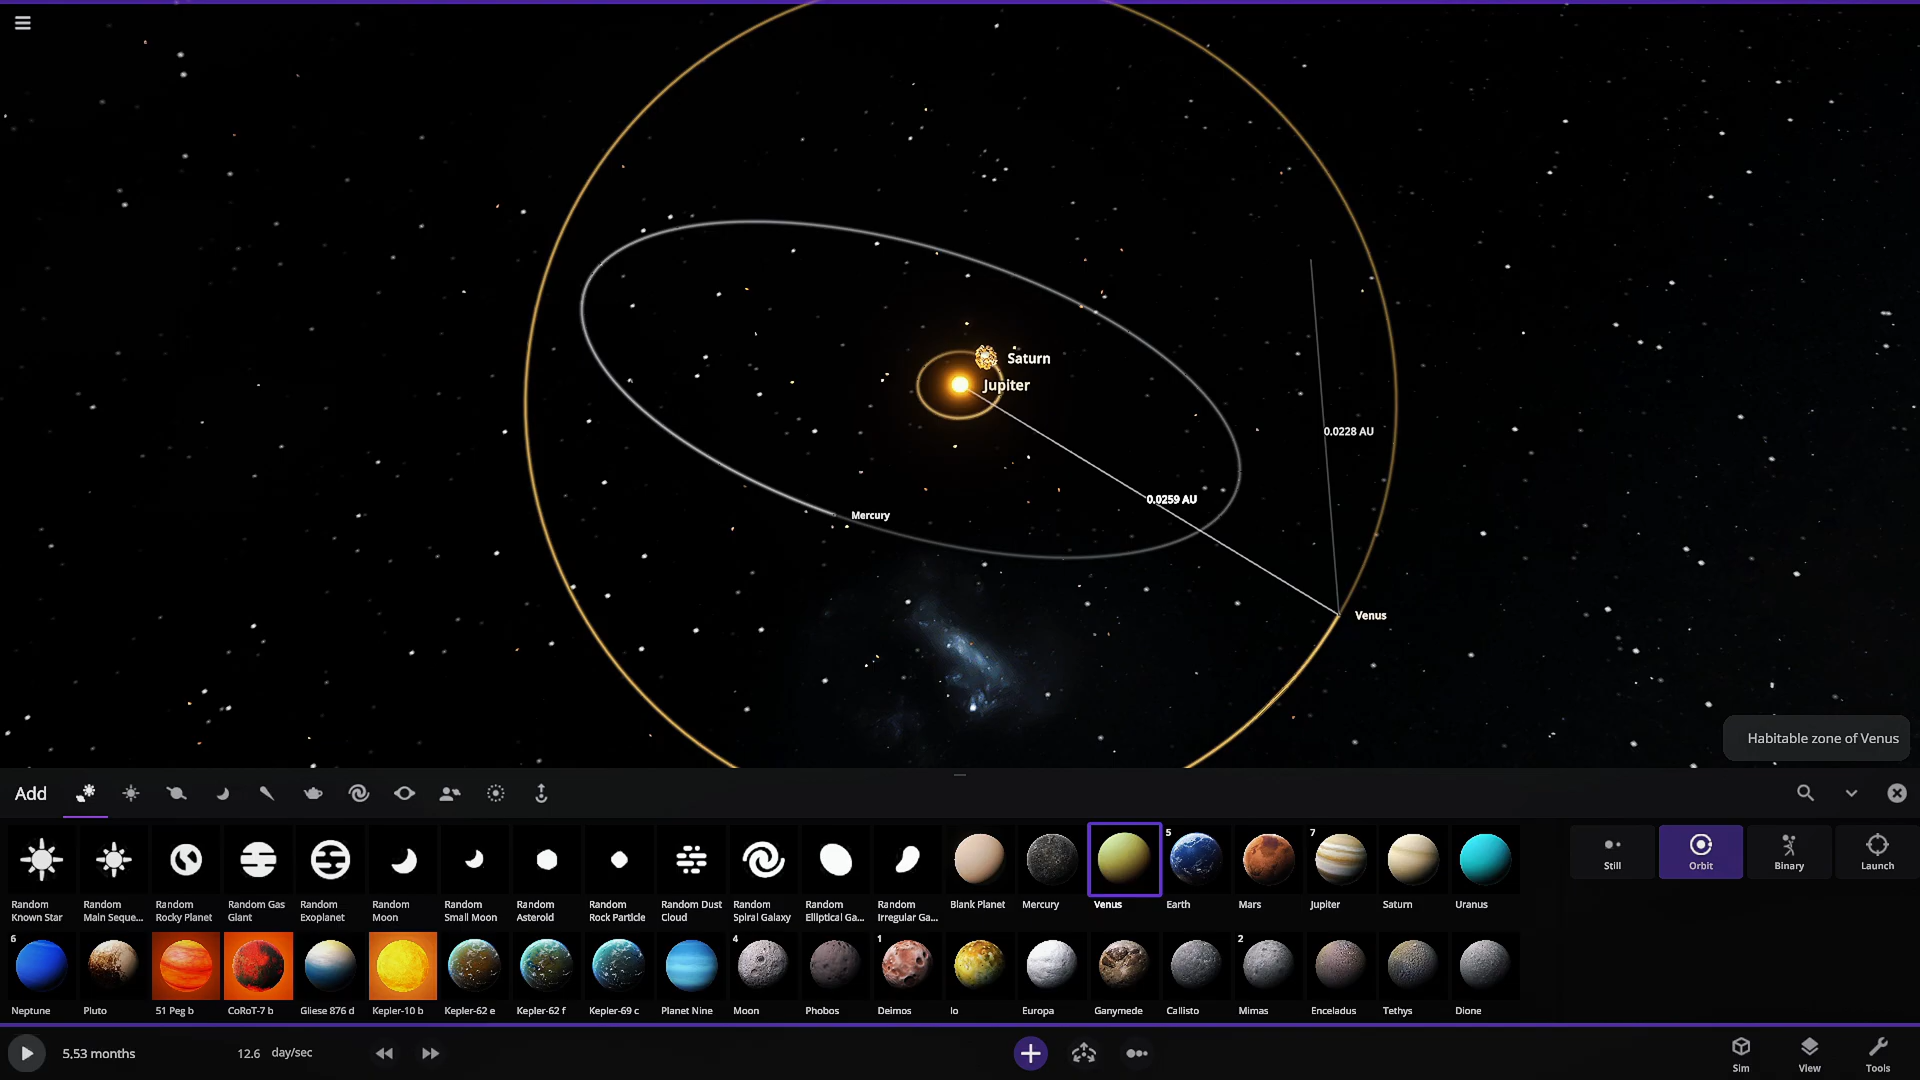 Saturn
Jupiter
0.0228 AU
0.0259 AU
Mercury
Venus
Habitable zone of Venus
Add
5
7
Random Known Star
Random Main Seque...
Random Rocky Planet
Random Gas Giant
Random Exoplanet
Random Moon
Random Small Moon
Random Asteroid
Random Rock Particle
Random Dust Cloud
Random Spiral Galaxy
Random Elliptical Ga...
Random Irregular Ga...
Blank Planet
Mercury
Venus
Earth
Mars
Jupiter
Saturn
Uranus
Still
Orbit
Binary
Launch
6
4
1
2
Neptune
Pluto
51 Peg b
CoRoT-7 b
Gliese 876 d
Kepler-10 b
Kepler-62 e
Kepler-62 f
Kepler-69 c
Planet Nine
Moon
Phobos
Deimos
Io
Europa
Ganymede
Callisto
Mimas
Enceladus
Tethys
Dione
5,53 months
12.6 day/sec
Sim
View
Tools